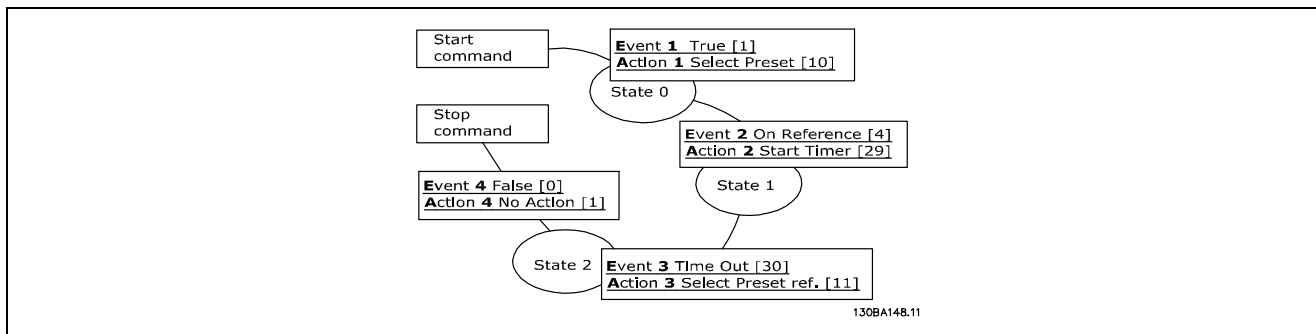 Start
command
Event 1 True [1]
Action 1 Select Preset [10]
State 0
Stop
command
Event 2 On Reference [4]
Action 2 Start Timer [29]
State 1
Event 4 False [0]
Action 4 No Action [1]
State 2
Event 3 TIme Out [30]
Action 3 Select Preset ref. [11]
130BA148.11